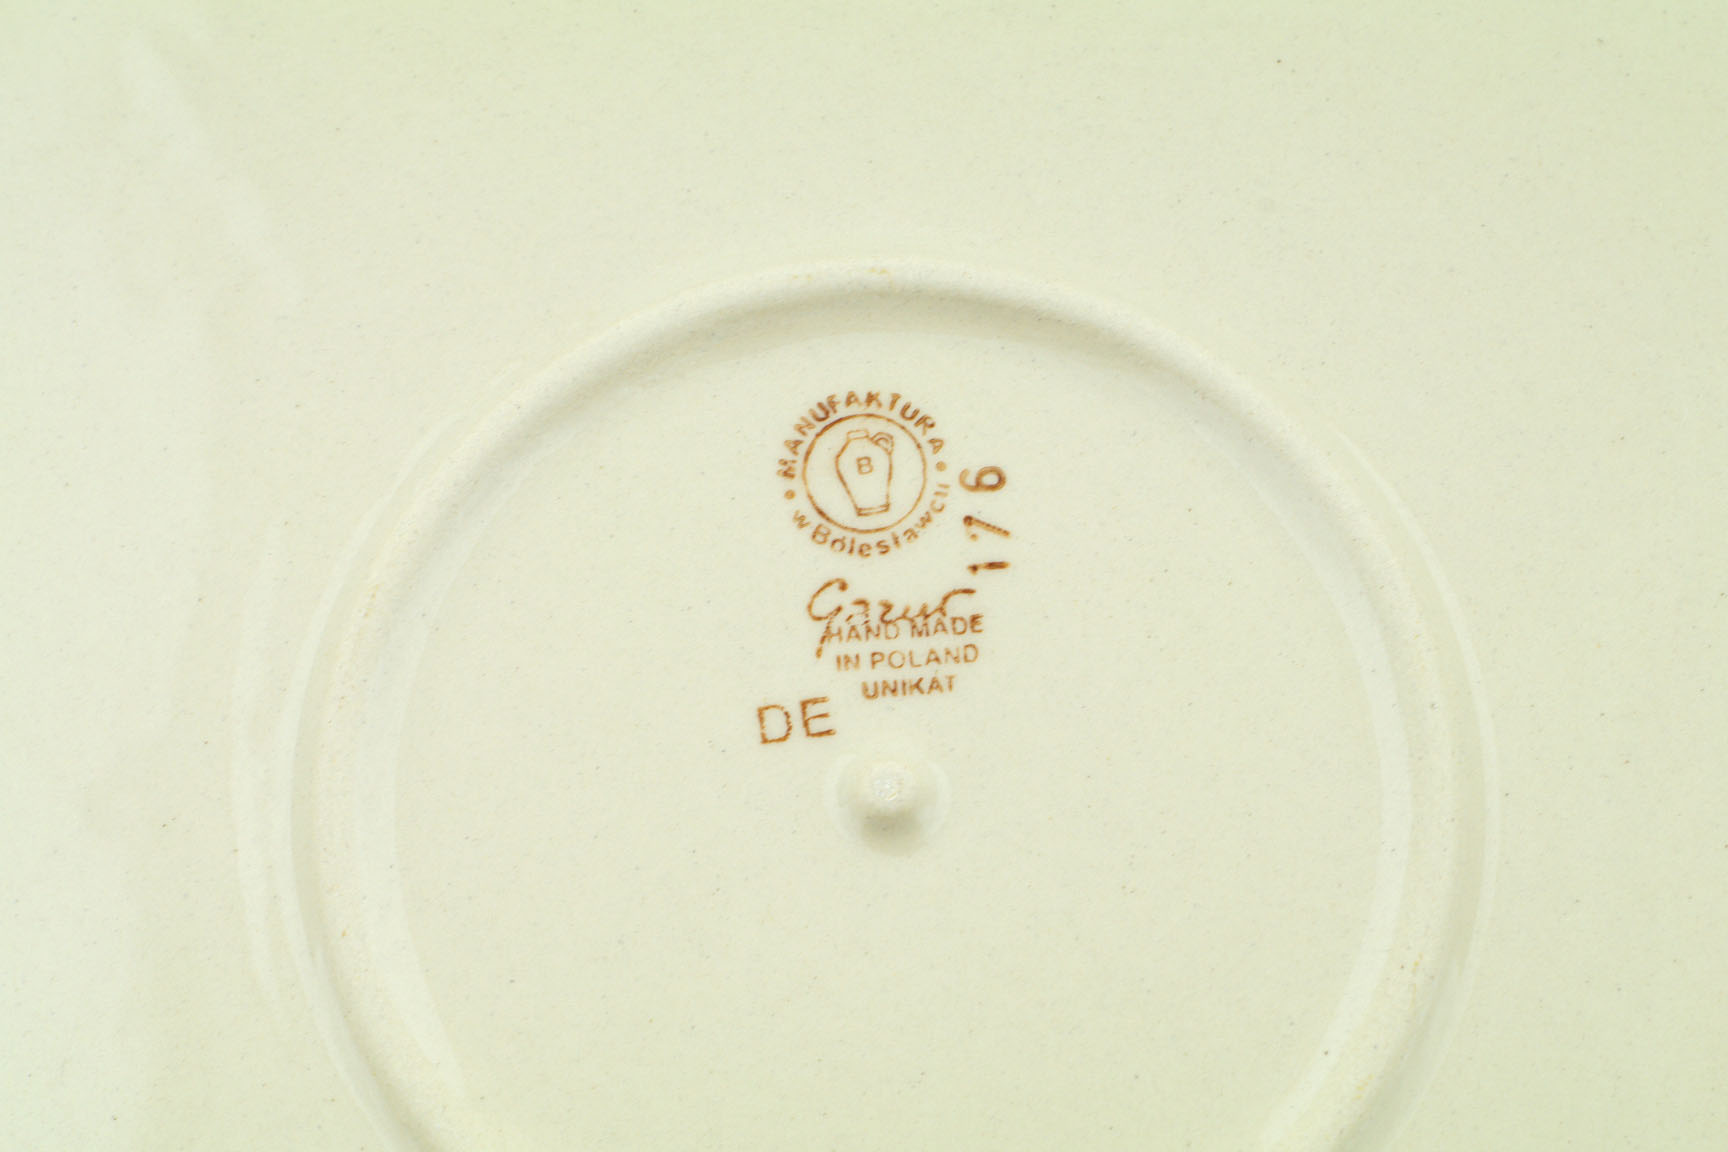 MANUFAKTURA
w Bolesławcu
B
176
HAND MADE
IN POLAND
UNIKAT
DE